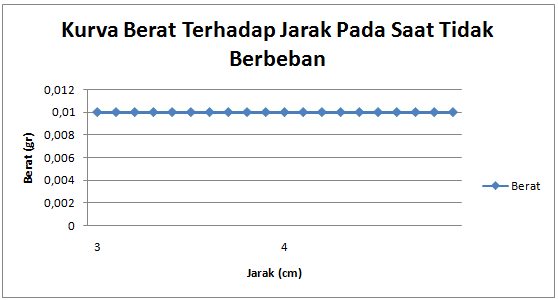 Kurva Berat Terhadap Jarak Pada Saat Tidak
Berbeban
0,012
0,01
0,008
0,006
0,004
0,002
0
Berat (gr)
3
4
Jarak (cm)
Berat